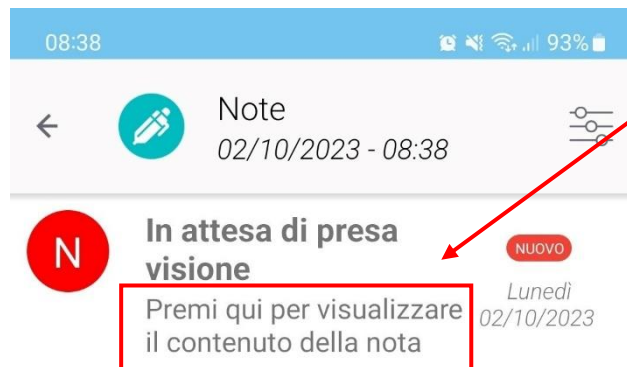 08:38 93%
Note
02/10/2023 - 08:38
N
In attesa di presa
visione
NUOVO
Premi qui per visualizzare
il contenuto della nota
Lunedì
02/10/2023